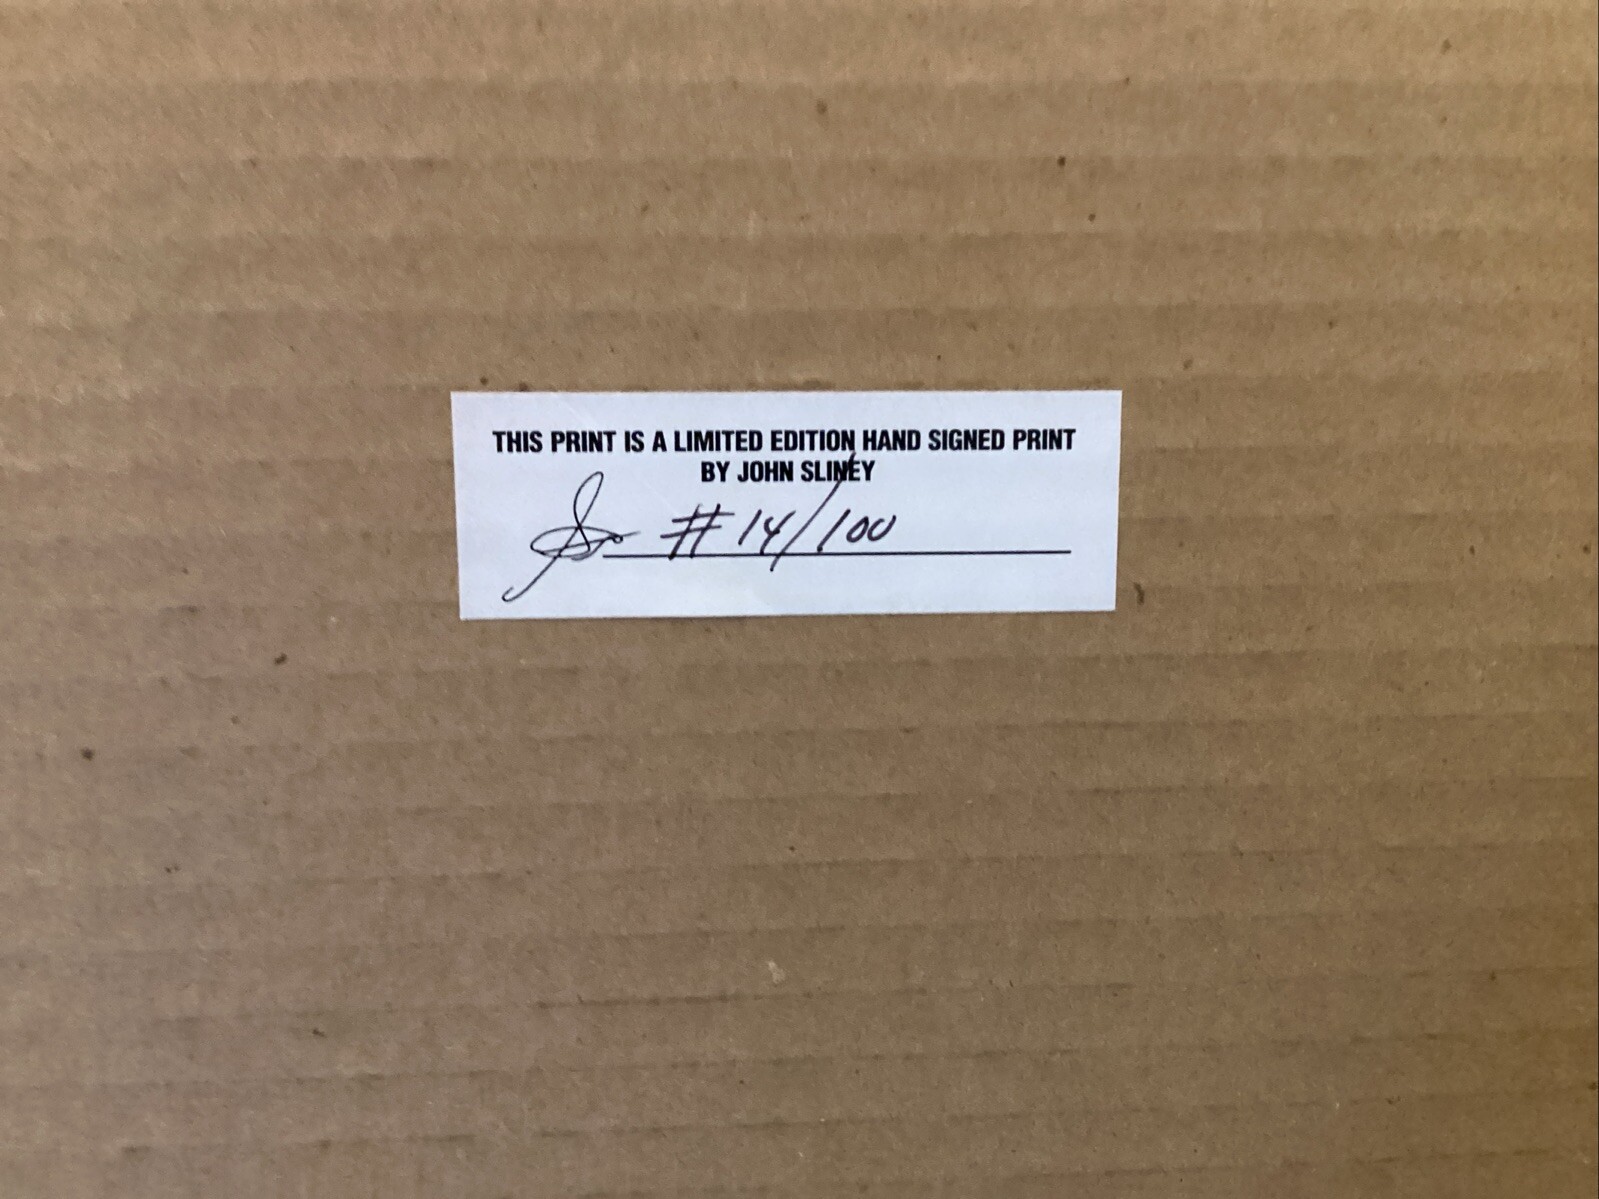 THIS PRINT IS A LIMITED EDITION HAND SIGNED PRINT
BY JOHN SLINEY
# 14/100